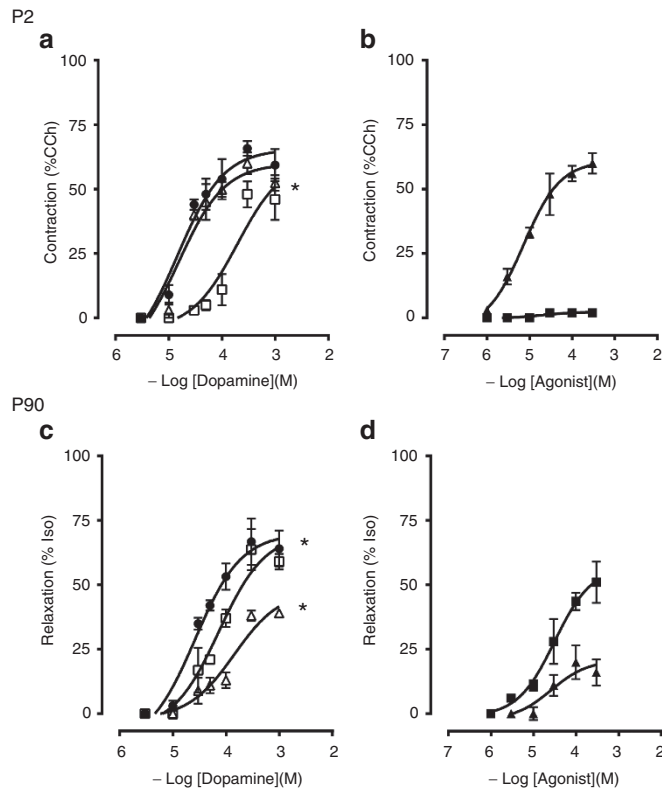 P2
a
b
100
75
50
25
0
Contraction (%CCh)
6 5 4 3 2
– Log [Dopamine](M)
*
100
75
50
25
0
Contraction (%CCh)
7 6 5 4 3 2
– Log [Agonist](M)
P90
c
d
100
75
50
25
0
Relaxation (% Iso)
6 5 4 3 2
– Log [Dopamine](M)
*
*
100
75
50
25
0
Relaxation (% Iso)
7 6 5 4 3 2
– Log [Agonist](M)